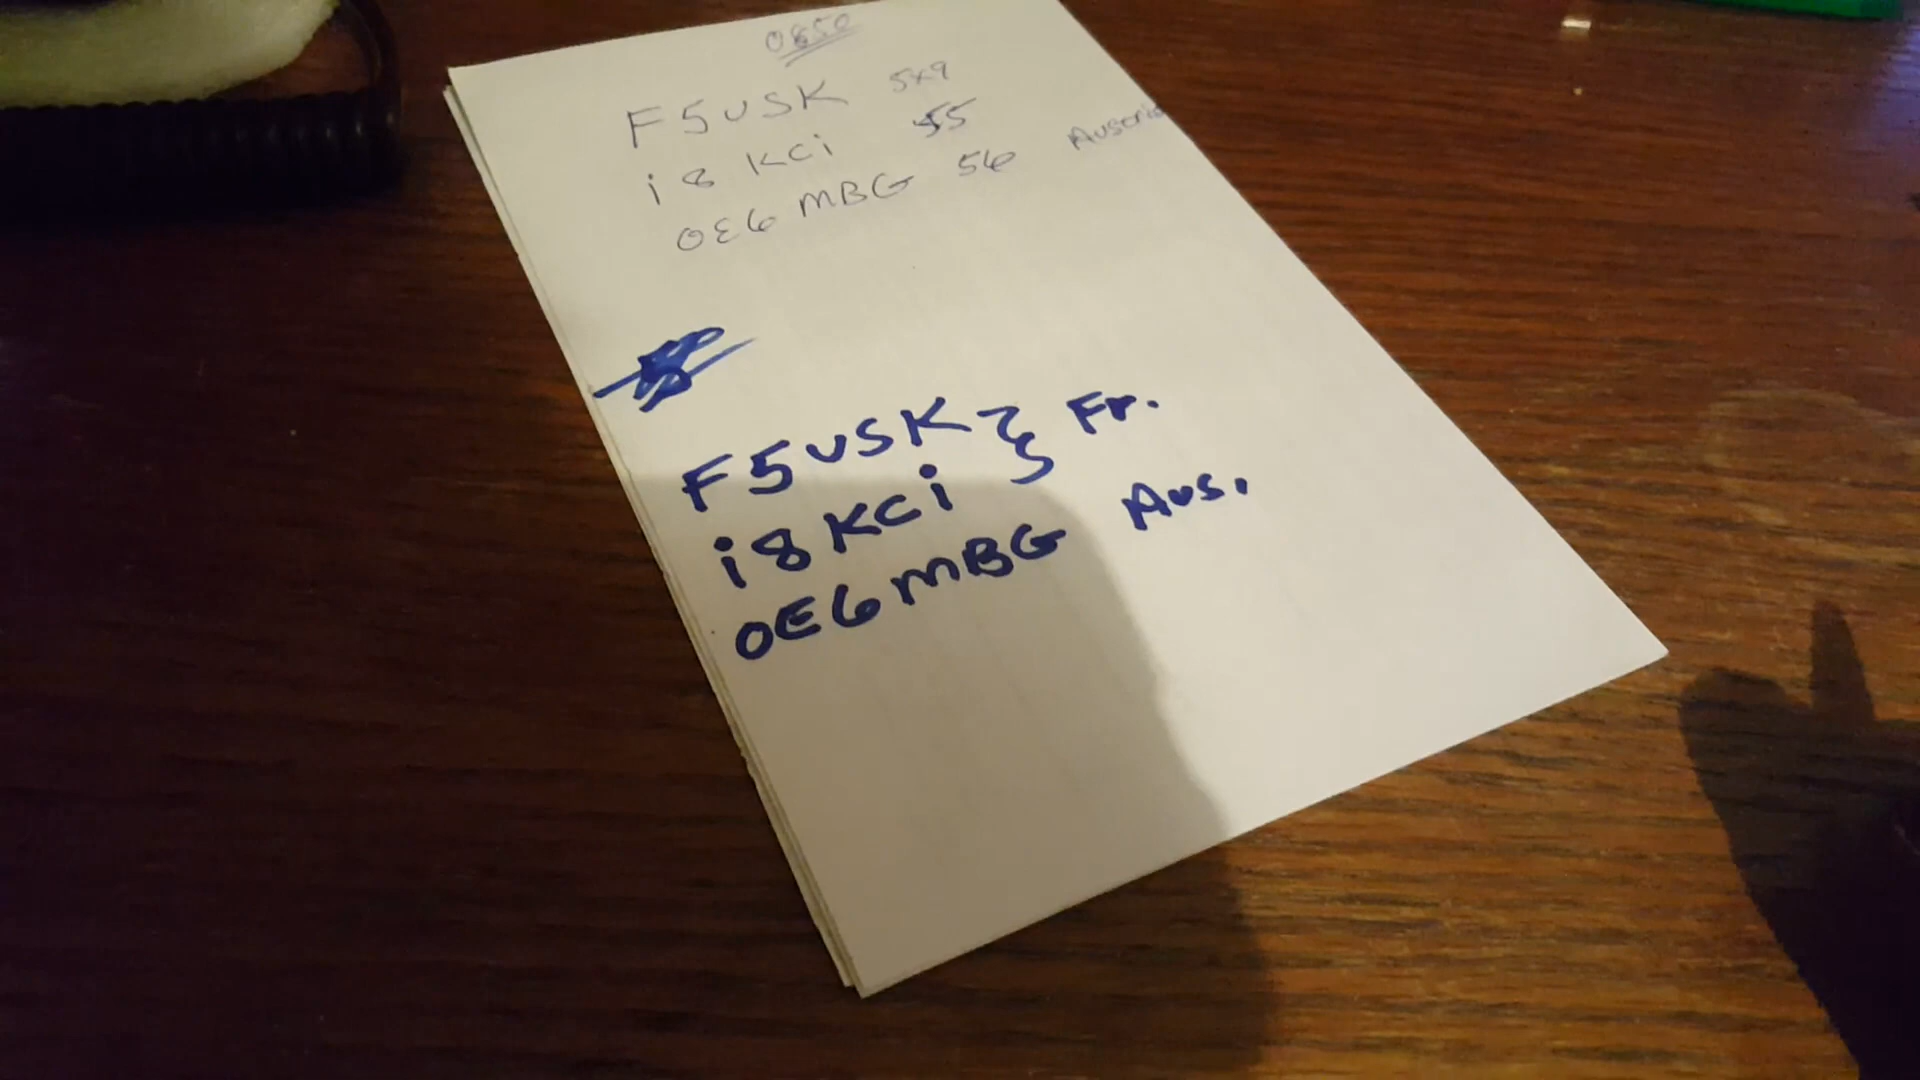 0850
F5USK 5x9
i8KCi 55
OE6MBG 56 Austria
F5USK } Fr.
i8KCi
OE6MBG Aus.